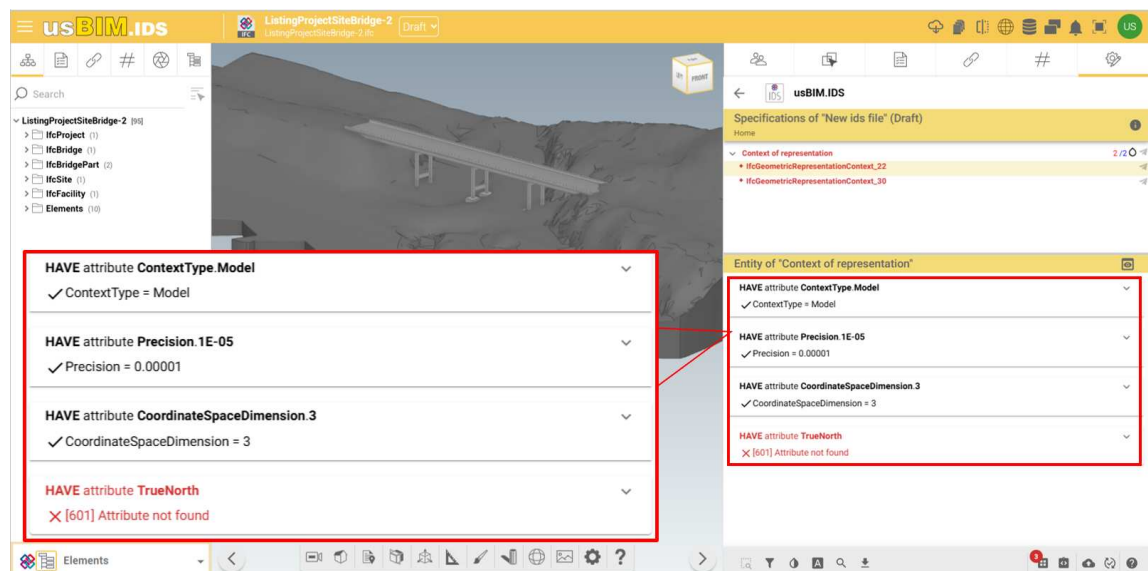 usBIM.IDS
IFC
ListingProjectSiteBridge-2
ListingProjectSiteBridge-2.ifc
Draft
US
Search
ListingProjectSiteBridge-2 [95]
IfcProject (1)
IfcBridge (1)
IfcBridgePart (2)
IfcSite (1)
IfcFacility (1)
Elements (10)
FRONT
HAVE attribute ContextType.Model
ContextType = Model
HAVE attribute Precision.1E-05
Precision = 0.00001
HAVE attribute CoordinateSpaceDimension.3
CoordinateSpaceDimension = 3
HAVE attribute TrueNorth
[601] Attribute not found
Elements
?
IDS
usBIM.IDS
Specifications of "New ids file" (Draft)
Home
Context of representation 2 /2
IfcGeometricRepresentationContext_22
IfcGeometricRepresentationContext_30
Entity of "Context of representation"
HAVE attribute ContextType.Model
ContextType = Model
HAVE attribute Precision.1E-05
Precision = 0.00001
HAVE attribute CoordinateSpaceDimension.3
CoordinateSpaceDimension = 3
HAVE attribute TrueNorth
[601] Attribute not found
A
3
?